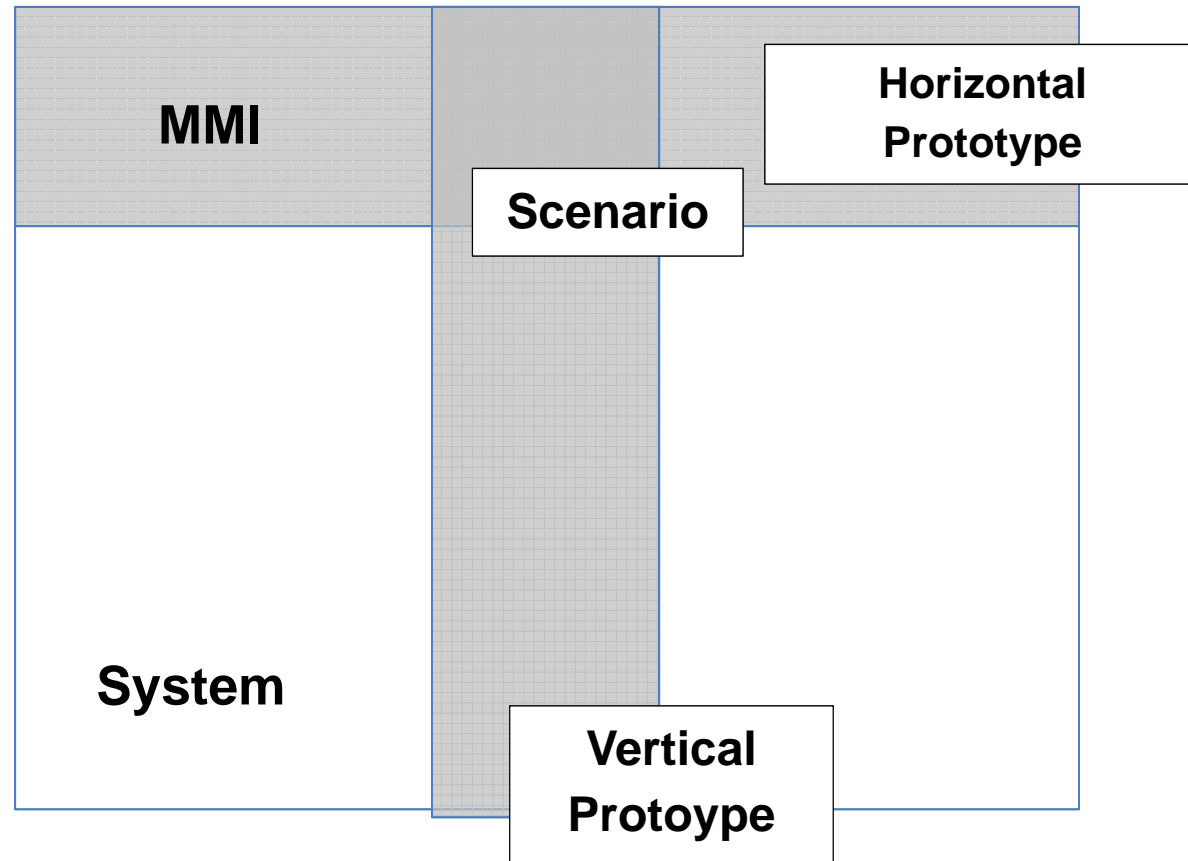 MMI
Horizontal
Prototype
Scenario
System
Vertical
Protoype